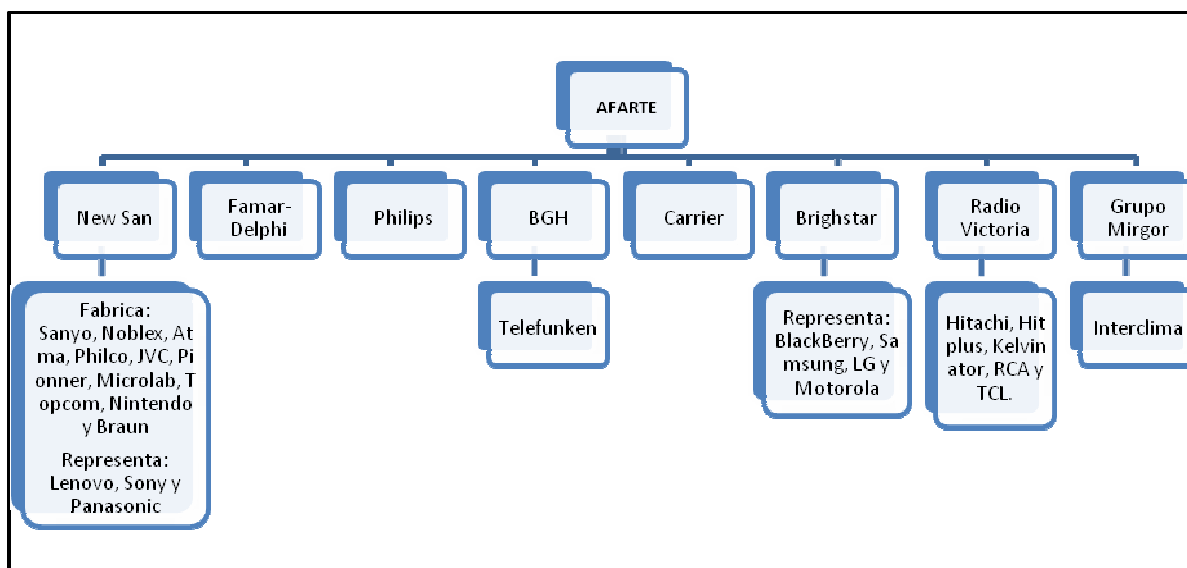 AFARTE
New San
Famar-
Delphi
Philips
BGH
Carrier
Brighstar
Radio
Victoria
Grupo
Mirgor
Fabrica:
Sanyo, Noblex, At
ma, Philco, JVC, Pi
onner, Microlab, T
opcom, Nintendo
y Braun
Representa:
Lenovo, Sony y
Panasonic
Telefunken
Representa:
BlackBerry, Sa
msung, LG y
Motorola
Hitachi, Hit
plus, Kelvin
ator, RCA y
TCL.
Interclima